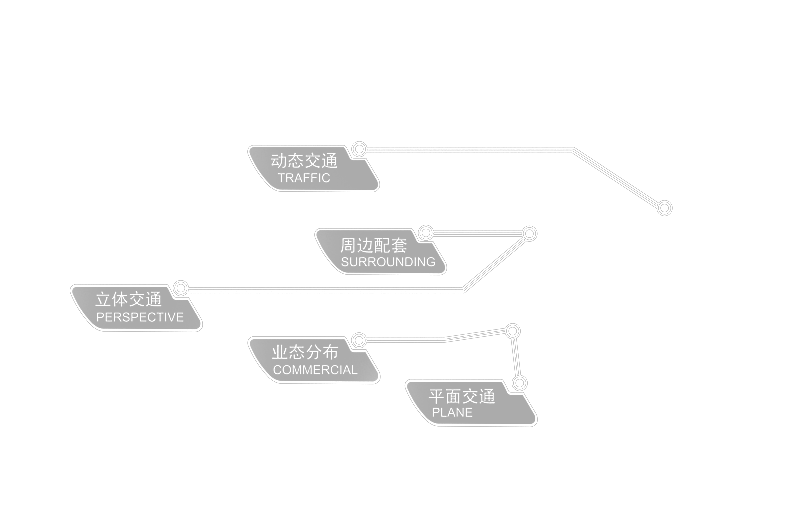 动态交通
TRAFFIC
周边配套
SURROUNDING
立体交通
PERSPECTIVE
业态分布
COMMERCIAL
平面交通
PLANE